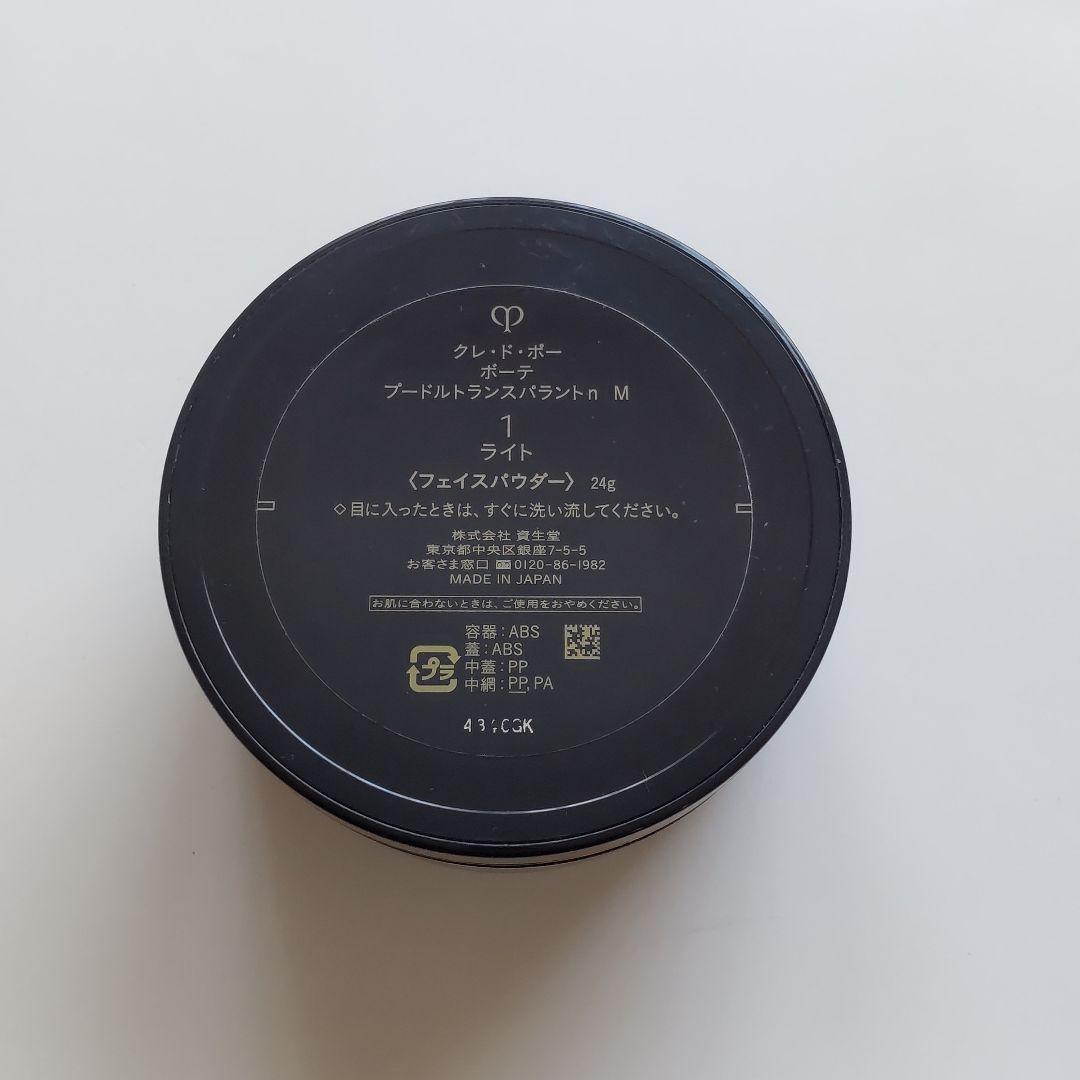 クレ・ド・ポー
ボーテ
プードルトランスパラントn M
1
ライト
〈フェイスパウダー〉 24g
◇目に入ったときは、すぐに洗い流してください。
株式会社 資生堂
東京都中央区銀座7-5-5
お客さま窓口 0120-86-1982
MADE IN JAPAN
お肌に合わないときは、ご使用をおやめください。
プラ
容器：ABS
蓋：ABS
中蓋：PP
中網：PP, PA